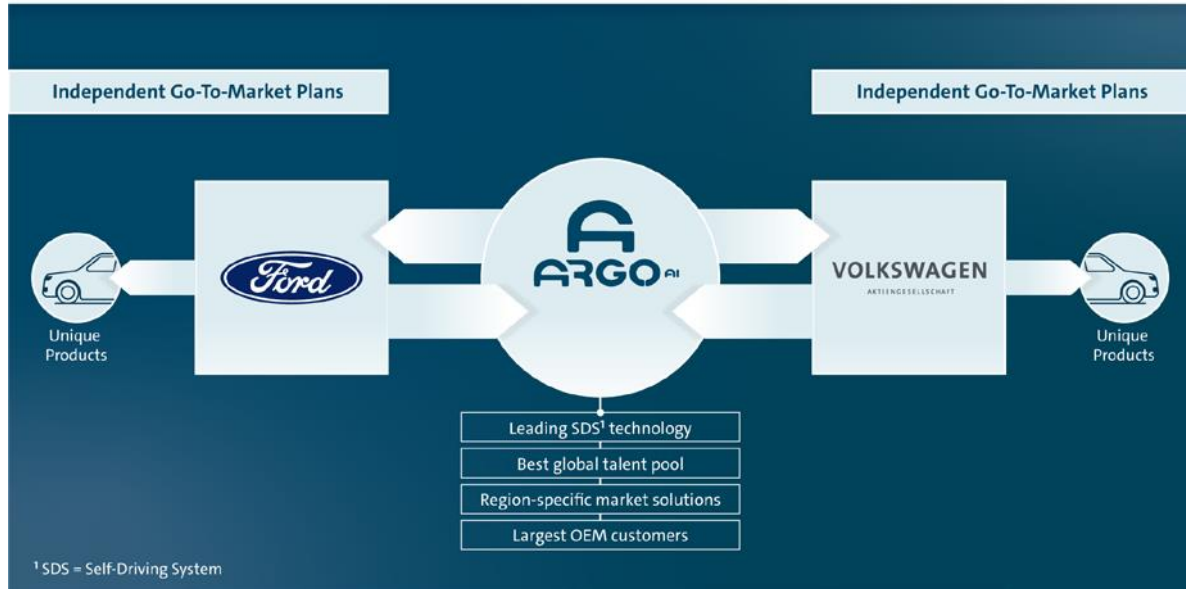 Independent Go-To-Market Plans
Independent Go-To-Market Plans
Ford
ARGO AI
VOLKSWAGEN
AKTIENGESELLSCHAFT
Unique
Products
Unique
Products
Leading SDS¹ technology
Best global talent pool
Region-specific market solutions
Largest OEM customers
¹ SDS = Self-Driving System